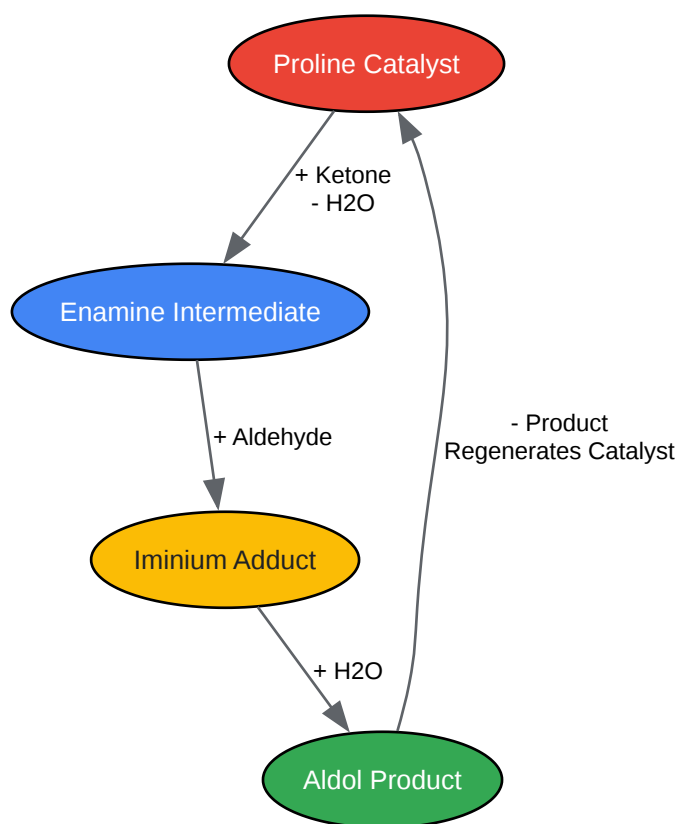 Proline Catalyst
+ Ketone
- H2O
Enamine Intermediate
+ Aldehyde
- Product
Regenerates Catalyst
Iminium Adduct
+ H2O
Aldol Product